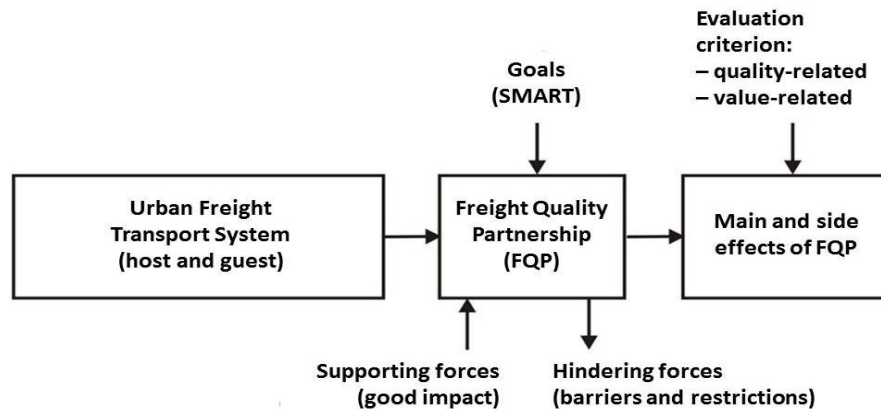 Evaluation
criterion:
– quality-related
– value-related
Goals
(SMART)
Urban Freight
Transport System
(host and guest)
Freight Quality
Partnership
(FQP)
Main and side
effects of FQP
Supporting forces
(good impact)
Hindering forces
(barriers and restrictions)